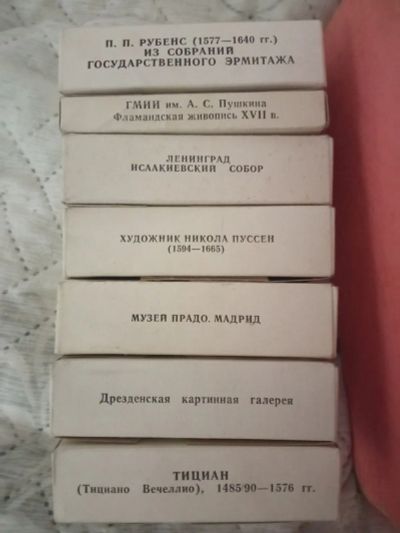 П. П. РУБЕНС (1577—1640 гг.)
ИЗ СОБРАНИЙ
ГОСУДАРСТВЕННОГО ЭРМИТАЖА
ГМИИ им. А. С. Пушкина
Фламандская живопись XVII в.
ЛЕНИНГРАД
ИСААКИЕВСКИЙ СОБОР
ХУДОЖНИК НИКОЛА ПУССЕН
(1594—1665)
МУЗЕЙ ПРАДО. МАДРИД
Дрезденская картинная галерея
ТИЦИАН
(Тициано Вечеллио), 1485/90—1576 гг.